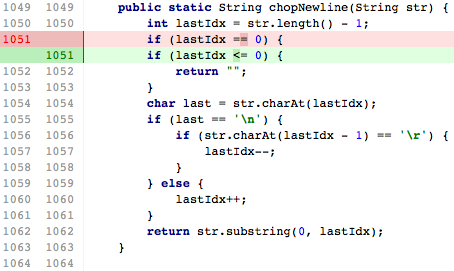 1049 1049 public static String chopNewline(String str) {
1050 1050 int lastIdx = str.length() - 1;
1051 if (lastIdx == 0) {
1051 if (lastIdx <= 0) {
1052 1052 return "";
1053 1053 }
1054 1054 char last = str.charAt(lastIdx);
1055 1055 if (last == '\n') {
1056 1056 if (str.charAt(lastIdx - 1) == '\r') {
1057 1057 lastIdx--;
1058 1058 }
1059 1059 } else {
1060 1060 lastIdx++;
1061 1061 }
1062 1062 return str.substring(0, lastIdx);
1063 1063 }
1064 1064